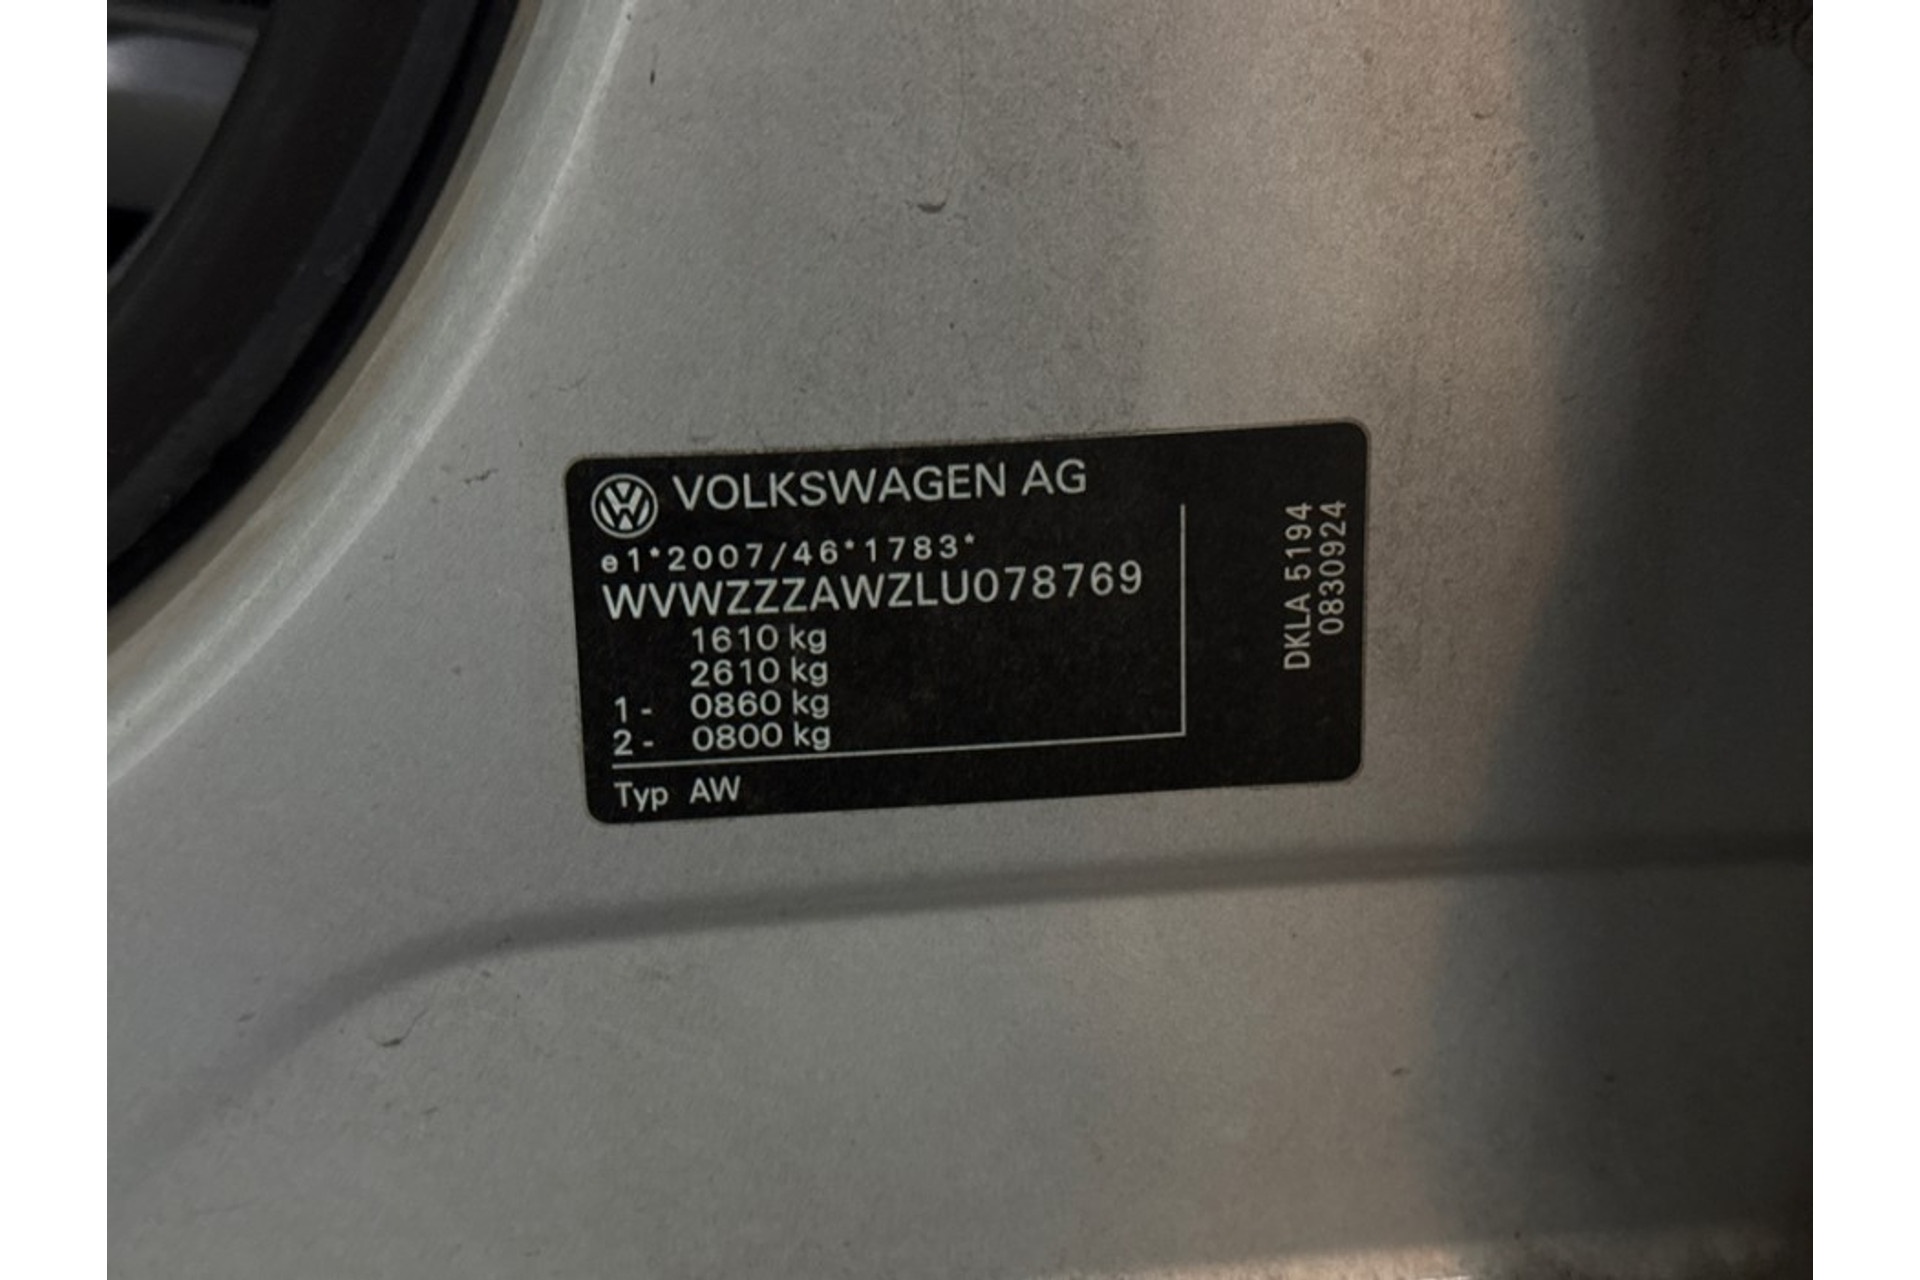 VOLKSWAGEN AG
e1*2007/46*1783*
WVWZZZAWZLU078769
1610 kg
2610 kg
1- 0860 kg
2- 0800 kg
Typ AW
DKLA 5194
0830924